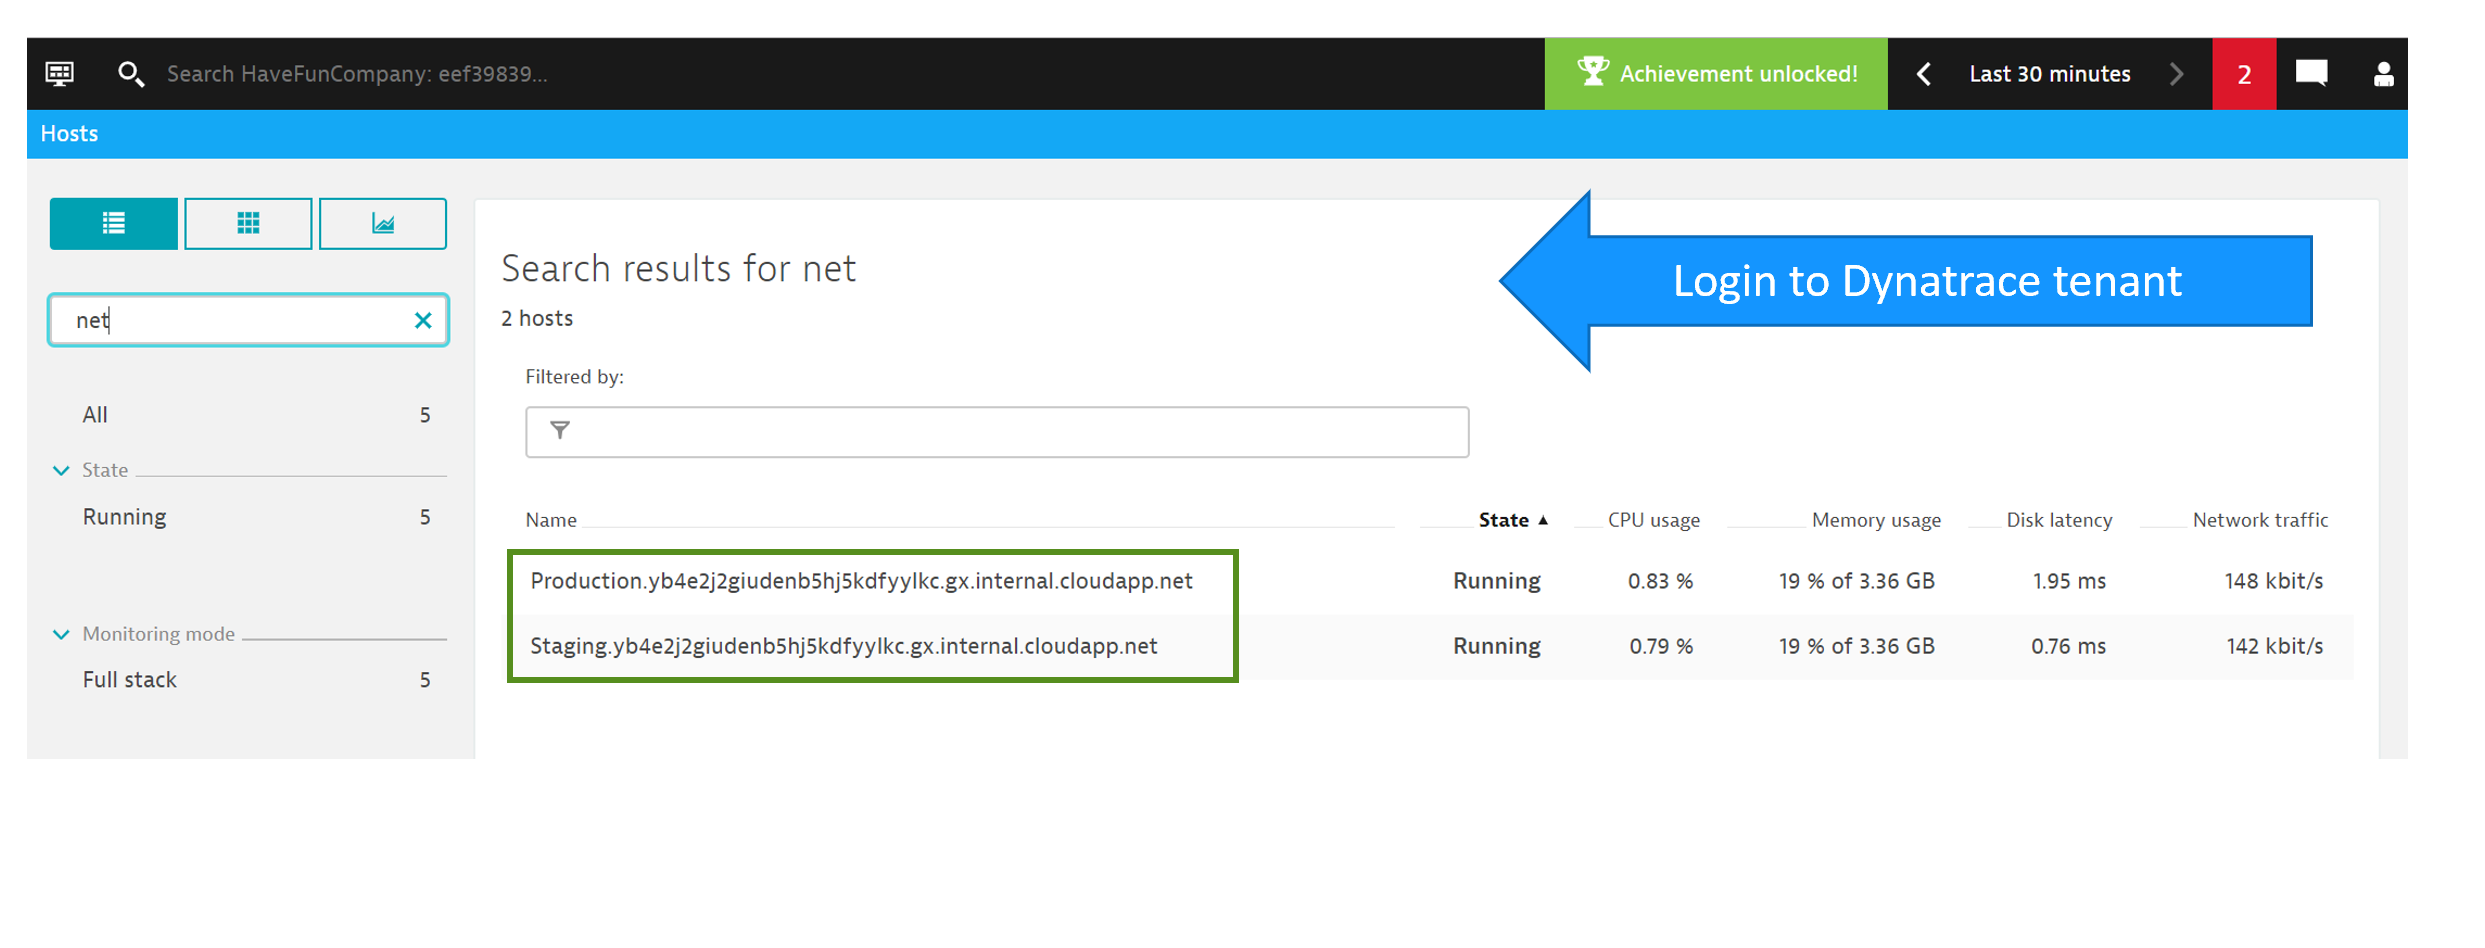 Search HaveFunCompany: eef39839...
Achievement unlocked!
Last 30 minutes
2
Hosts
net
All 5
State
Running 5
Monitoring mode
Full stack 5
Search results for net
2 hosts
Login to Dynatrace tenant
Filtered by:
Name State ▲ CPU usage Memory usage Disk latency Network traffic
Production.yb4e2j2giudenb5hj5kdfyylkc.gx.internal.cloudapp.net Running 0.83 % 19 % of 3.36 GB 1.95 ms 148 kbit/s
Staging.yb4e2j2giudenb5hj5kdfyylkc.gx.internal.cloudapp.net Running 0.79 % 19 % of 3.36 GB 0.76 ms 142 kbit/s